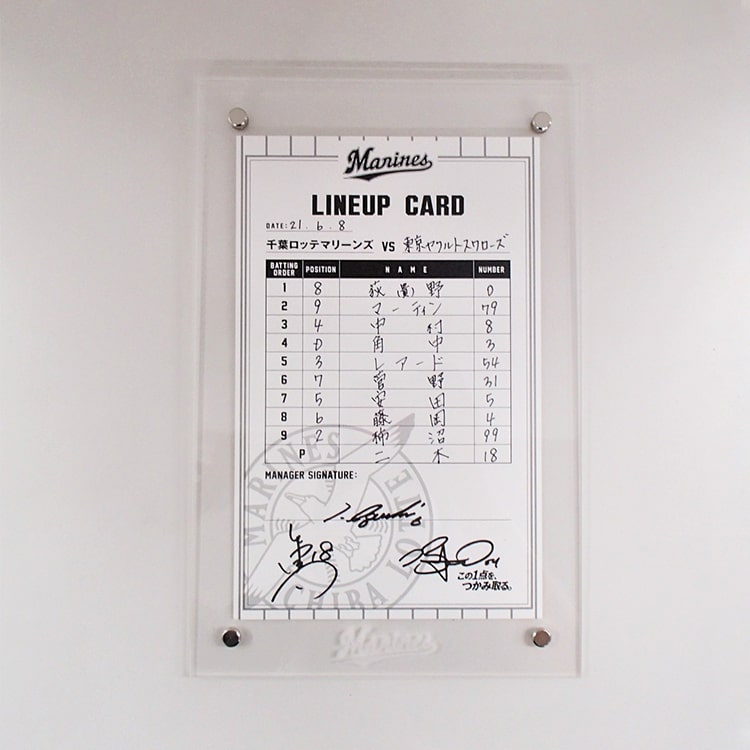 Marines
LINEUP CARD
DATE: 21. 6. 8
千葉ロッテマリーンズ VS 東京ヤクルトスワローズ
BATTING ORDER POSITION NAME NUMBER
1 8 荻野 0
2 9 マーティン 79
3 4 中村 8
4 D 角中 3
5 3 レアード 54
6 7 菅野 31
7 5 安田 5
8 6 藤岡 4
9 2 柿沼 99
P 二木 18
MANAGER SIGNATURE:
18
この1点を、
つかみ取る。
MARINES
CHIBA LOTTE
Marines